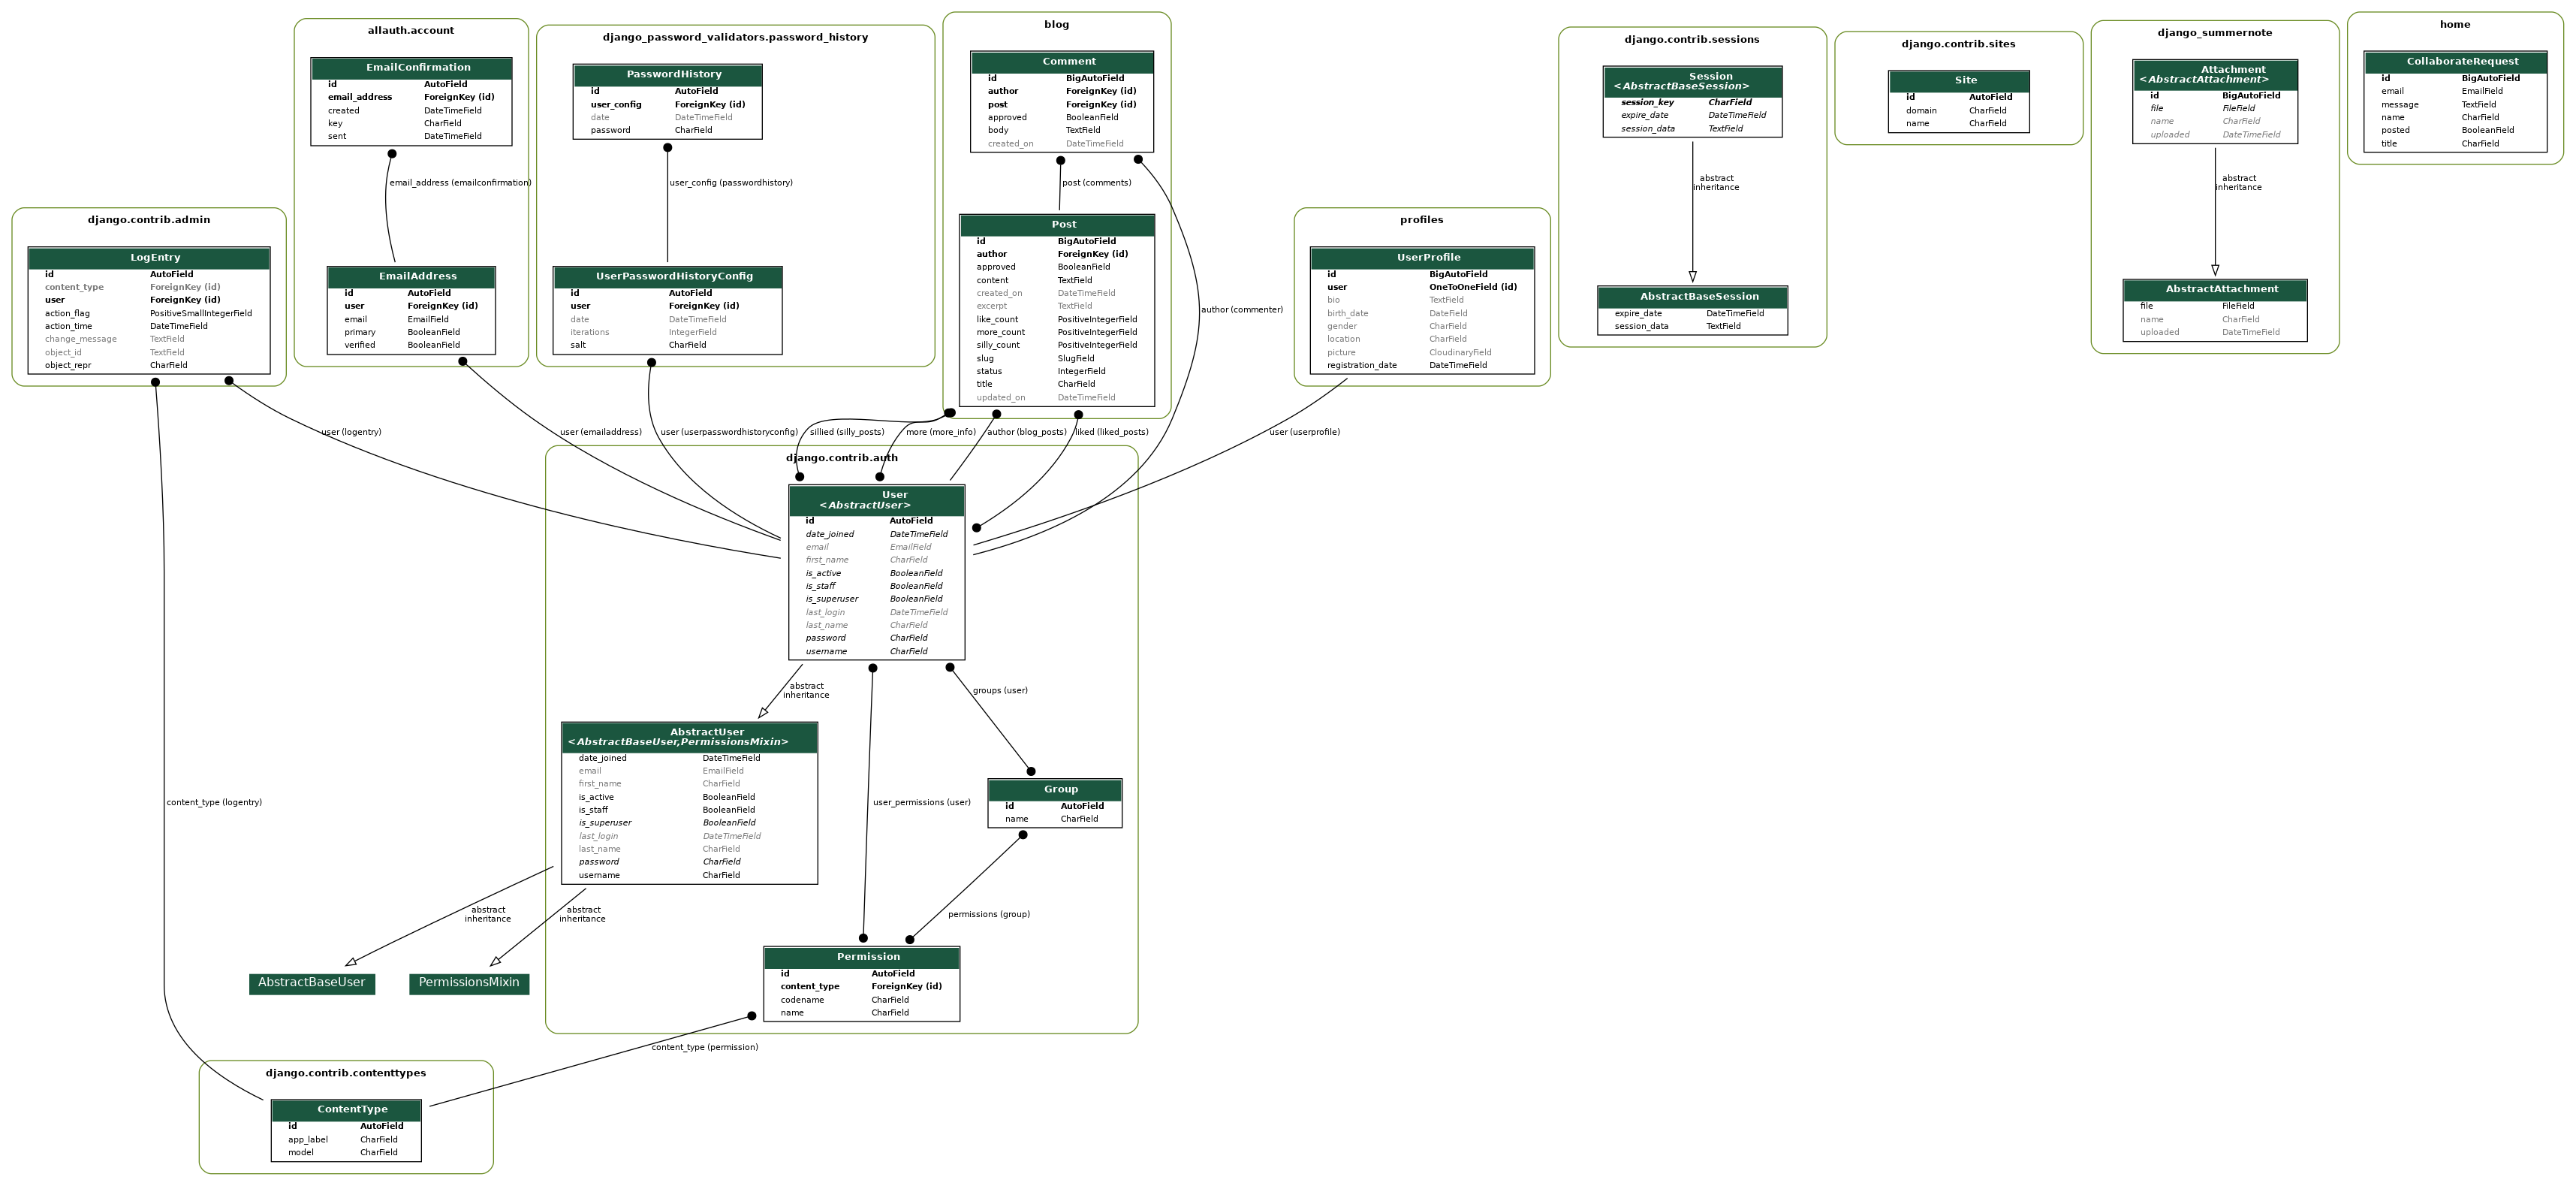 allauth.account
EmailConfirmation
id AutoField
email_address ForeignKey (id)
created DateTimeField
key CharField
sent DateTimeField
email_address (emailconfirmation)
EmailAddress
id AutoField
user ForeignKey (id)
email EmailField
primary BooleanField
verified BooleanField
django_password_validators.password_history
PasswordHistory
id AutoField
user_config ForeignKey (id)
date DateTimeField
password CharField
user_config (passwordhistory)
UserPasswordHistoryConfig
id AutoField
user ForeignKey (id)
date DateTimeField
iterations IntegerField
salt CharField
blog
Comment
id BigAutoField
author ForeignKey (id)
post ForeignKey (id)
approved BooleanField
body TextField
created_on DateTimeField
post (comments)
Post
id BigAutoField
author ForeignKey (id)
approved BooleanField
content TextField
created_on DateTimeField
excerpt TextField
like_count PositiveIntegerField
more_count PositiveIntegerField
silly_count PositiveIntegerField
slug SlugField
status IntegerField
title CharField
updated_on DateTimeField
author (commenter)
django.contrib.sessions
Session
<AbstractBaseSession>
session_key CharField
expire_date DateTimeField
session_data TextField
abstract
inheritance
AbstractBaseSession
expire_date DateTimeField
session_data TextField
django.contrib.sites
Site
id AutoField
domain CharField
name CharField
django_summernote
Attachment
<AbstractAttachment>
id BigAutoField
file FileField
name CharField
uploaded DateTimeField
abstract
inheritance
AbstractAttachment
file FileField
name CharField
uploaded DateTimeField
home
CollaborateRequest
id BigAutoField
email EmailField
message TextField
name CharField
posted BooleanField
title CharField
django.contrib.admin
LogEntry
id AutoField
content_type ForeignKey (id)
user ForeignKey (id)
action_flag PositiveSmallIntegerField
action_time DateTimeField
change_message TextField
object_id TextField
object_repr CharField
profiles
UserProfile
id BigAutoField
user OneToOneField (id)
bio TextField
birth_date DateField
gender CharField
location CharField
picture CloudinaryField
registration_date DateTimeField
user (logentry)
user (emailaddress)
user (userpasswordhistoryconfig)
sillied (silly_posts)
more (more_info)
author (blog_posts)
liked (liked_posts)
user (userprofile)
django.contrib.auth
User
<AbstractUser>
id AutoField
date_joined DateTimeField
email EmailField
first_name CharField
is_active BooleanField
is_staff BooleanField
is_superuser BooleanField
last_login DateTimeField
last_name CharField
password CharField
username CharField
abstract
inheritance
groups (user)
AbstractUser
<AbstractBaseUser,PermissionsMixin>
date_joined DateTimeField
email EmailField
first_name CharField
is_active BooleanField
is_staff BooleanField
is_superuser BooleanField
last_login DateTimeField
last_name CharField
password CharField
username CharField
content_type (logentry)
user_permissions (user)
Group
id AutoField
name CharField
abstract
inheritance
abstract
inheritance
permissions (group)
AbstractBaseUser
PermissionsMixin
Permission
id AutoField
content_type ForeignKey (id)
codename CharField
name CharField
content_type (permission)
django.contrib.contenttypes
ContentType
id AutoField
app_label CharField
model CharField